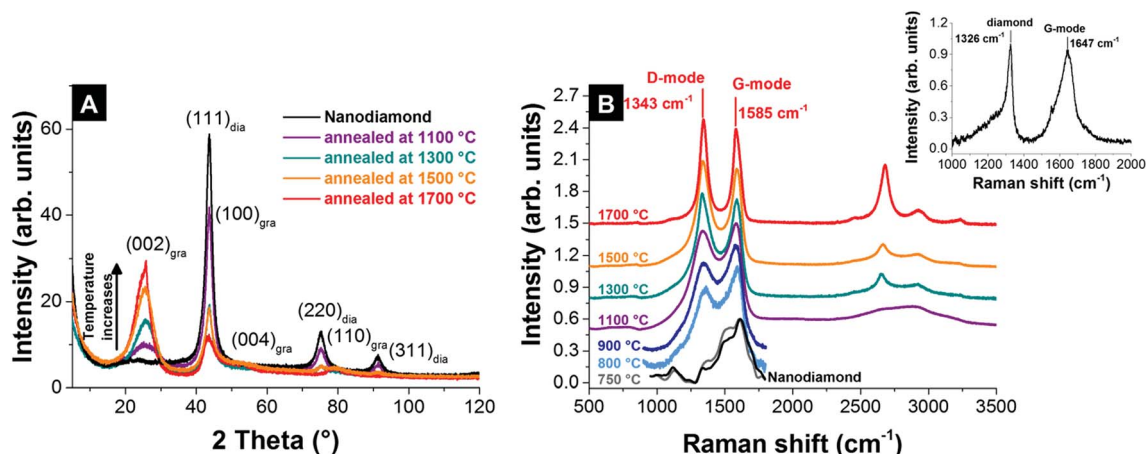 A
Intensity (arb. units)
60
40
20
0
20
40
60
80
100
120
2 Theta (°)
(111)dia
(100)gra
(002)gra
(004)gra
(220)dia
(110)gra
(311)dia
Temperature
increases
Nanodiamond
annealed at 1100 °C
annealed at 1300 °C
annealed at 1500 °C
annealed at 1700 °C
B
Intensity (arb. units)
2.7
2.4
2.1
1.8
1.5
1.2
0.9
0.6
0.3
0.0
500
1000
1500
2000
2500
3000
3500
Raman shift (cm-1)
D-mode
1343 cm-1
G-mode
1585 cm-1
1700 °C
1500 °C
1300 °C
1100 °C
900 °C
800 °C
750 °C
Nanodiamond
Intensity (arb. units)
1.2
0.9
0.6
0.3
0.0
1000
1200
1400
1600
1800
2000
Raman shift (cm-1)
diamond
1326 cm-1
G-mode
1647 cm-1